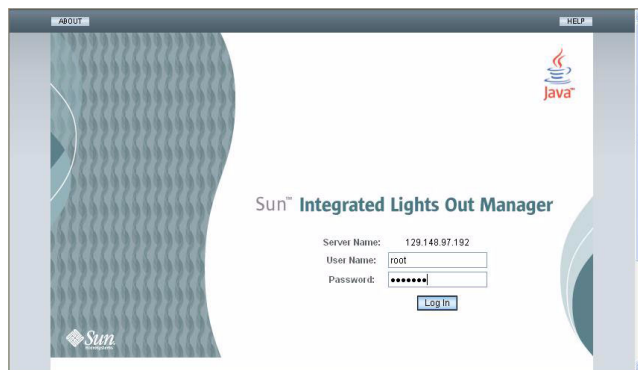 ABOUT
HELP
Java™
Sun™ Integrated Lights Out Manager
Server Name: 129.148.97.192
User Name: root
Password: •••••••
Log In
Sun